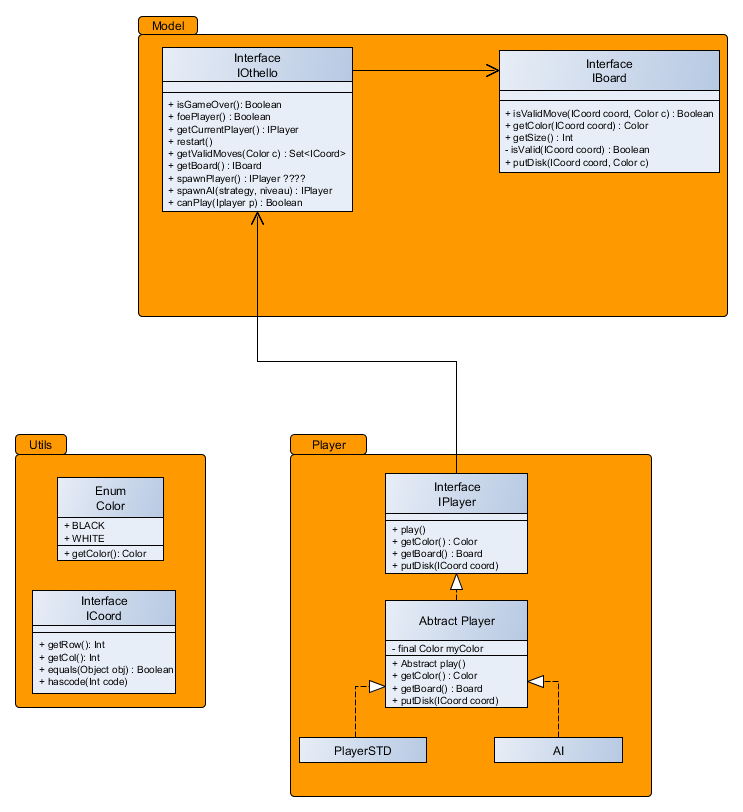 Model
Interface
IOthello
+ isGameOver(): Boolean
+ foePlayer() : Boolean
+ getCurrentPlayer() : IPlayer
+ restart()
+ getValidMoves(Color c) : Set<ICoord>
+ getBoard() : IBoard
+ spawnPlayer() : IPlayer ????
+ spawnAI(strategy, niveau) : IPlayer
+ canPlay(Iplayer p) : Boolean
Interface
IBoard
+ isValidMove(ICoord coord, Color c) : Boolean
+ getColor(ICoord coord) : Color
+ getSize() : Int
- isValid(ICoord coord) : Boolean
+ putDisk(ICoord coord, Color c)
Utils
Enum
Color
+ BLACK
+ WHITE
+ getColor(): Color
Interface
ICoord
+ getRow(): Int
+ getCol(): Int
+ equals(Object obj) : Boolean
+ hascode(Int code)
Player
Interface
IPlayer
+ play()
+ getColor() : Color
+ getBoard() : Board
+ putDisk(ICoord coord)
Abtract Player
- final Color myColor
+ Abstract play()
+ getColor() : Color
+ getBoard() : Board
+ putDisk(ICoord coord)
PlayerSTD
AI